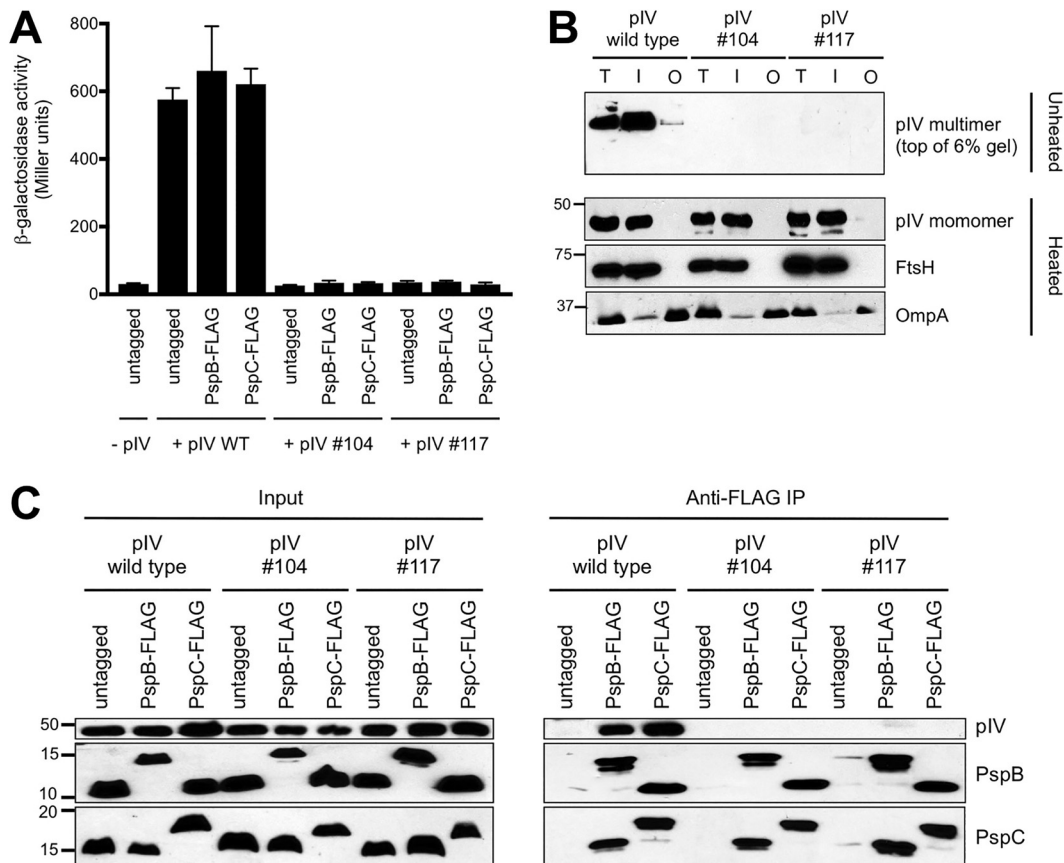 A
β-galactosidase activity
(Miller units)
800
600
400
200
0
untagged
untagged
PspB-FLAG
PspC-FLAG
untagged
PspB-FLAG
PspC-FLAG
untagged
PspB-FLAG
PspC-FLAG
- pIV
+ pIV WT
+ pIV #104
+ pIV #117
B
pIV
wild type
pIV
#104
pIV
#117
T I O T I O T I O
pIV multimer
(top of 6% gel)
Unheated
50
pIV momomer
75
FtsH
37
OmpA
Heated
C
Input
pIV
wild type
pIV
#104
pIV
#117
untagged
PspB-FLAG
PspC-FLAG
untagged
PspB-FLAG
PspC-FLAG
untagged
PspB-FLAG
PspC-FLAG
50
15
10
20
15
Anti-FLAG IP
pIV
wild type
pIV
#104
pIV
#117
untagged
PspB-FLAG
PspC-FLAG
untagged
PspB-FLAG
PspC-FLAG
untagged
PspB-FLAG
PspC-FLAG
pIV
PspB
PspC